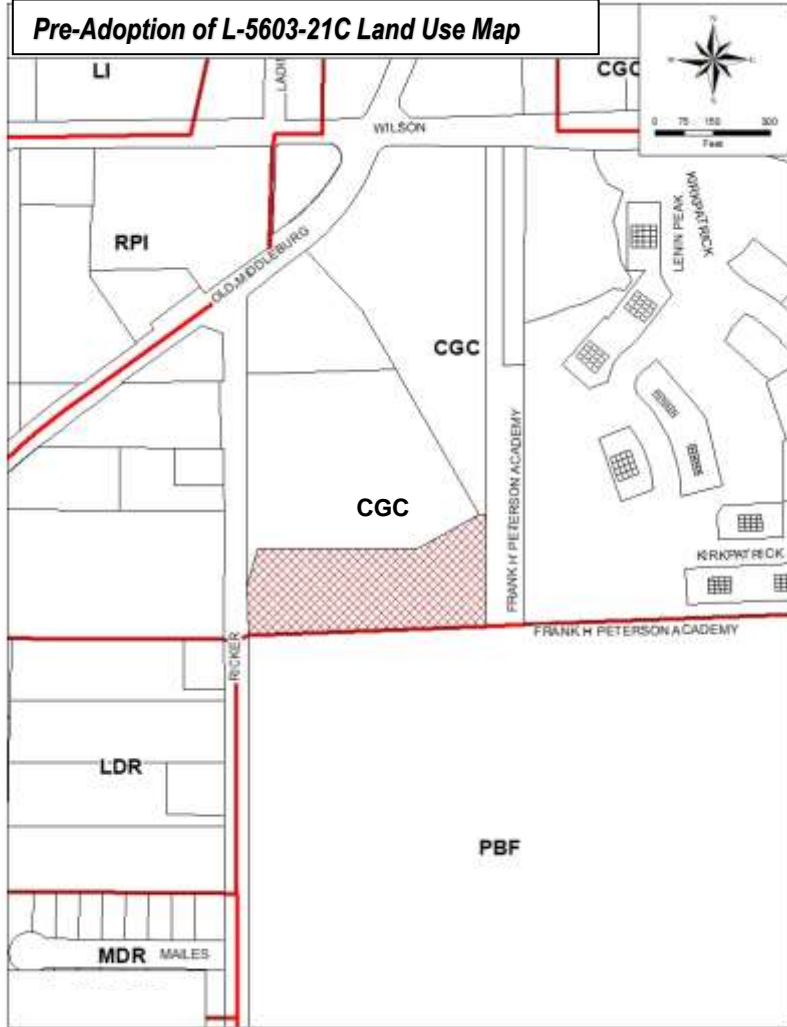 Pre-Adoption of L-5603-21C Land Use Map
LI
CGC
N
W
E
S
0 75 150 300
Feet
WILSON
RPI
OLD MIDDLEBURG
LENIN PEAK
KIRKPATRICK
CGC
FRANK H PETERSON ACADEMY
CGC
KIRKPATRICK
FRANK H PETERSON ACADEMY
RICKER
LDR
PBF
MDR MAILES